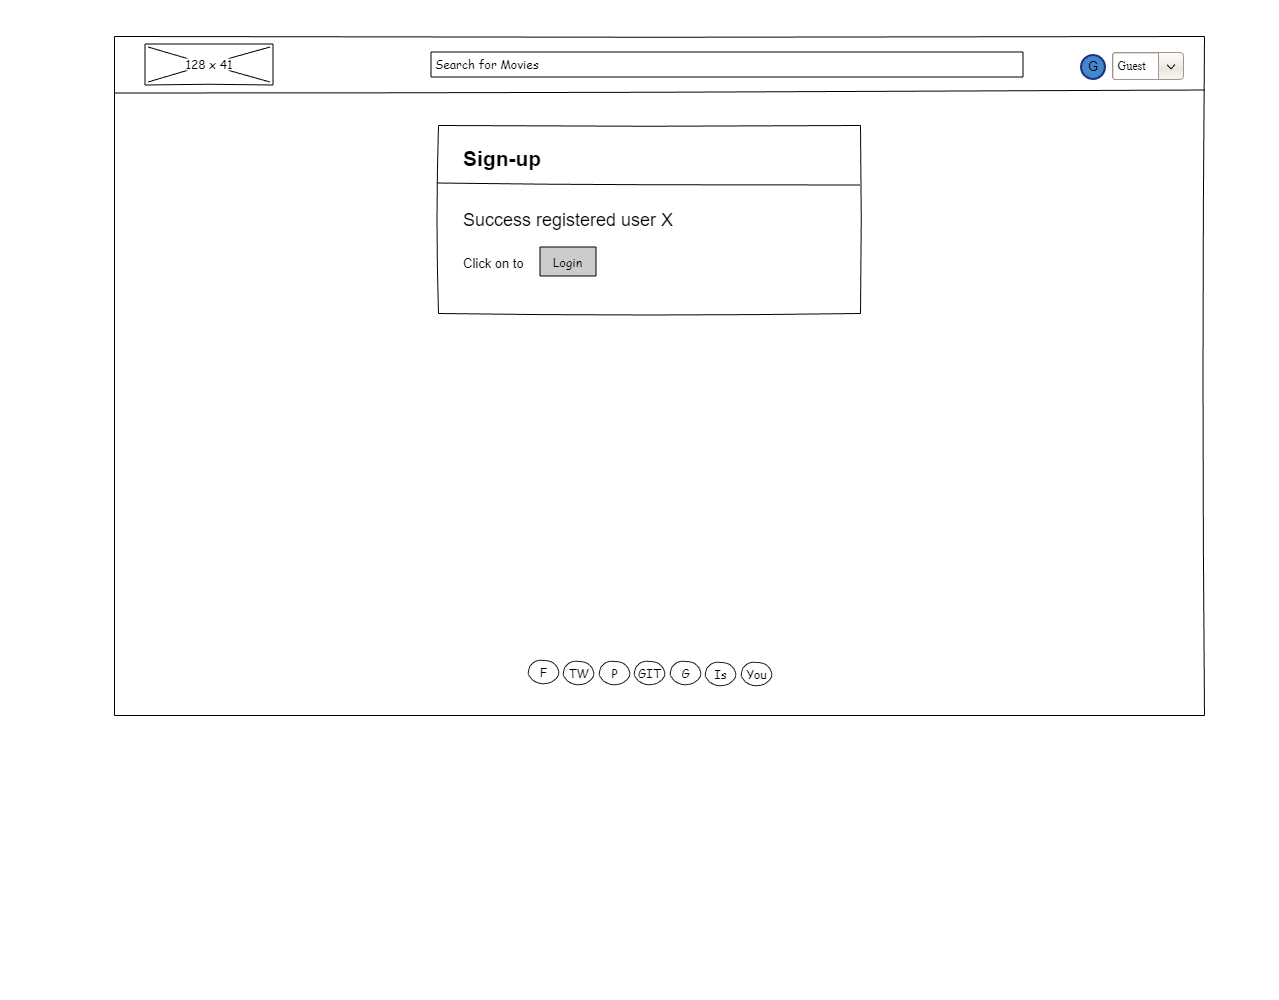 128 x 41
Search for Movies
G
Guest
Sign-up
Success registered user X
Click on to
Login
F TW P GIT G Is You